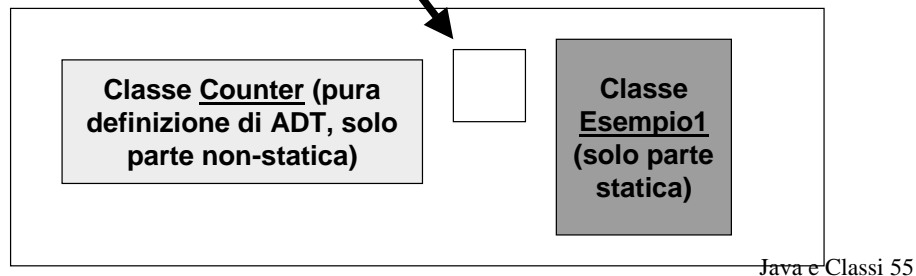 Classe Counter (pura
definizione di ADT, solo
parte non-statica)
Classe
Esempio1
(solo parte
statica)
Java e Classi 55